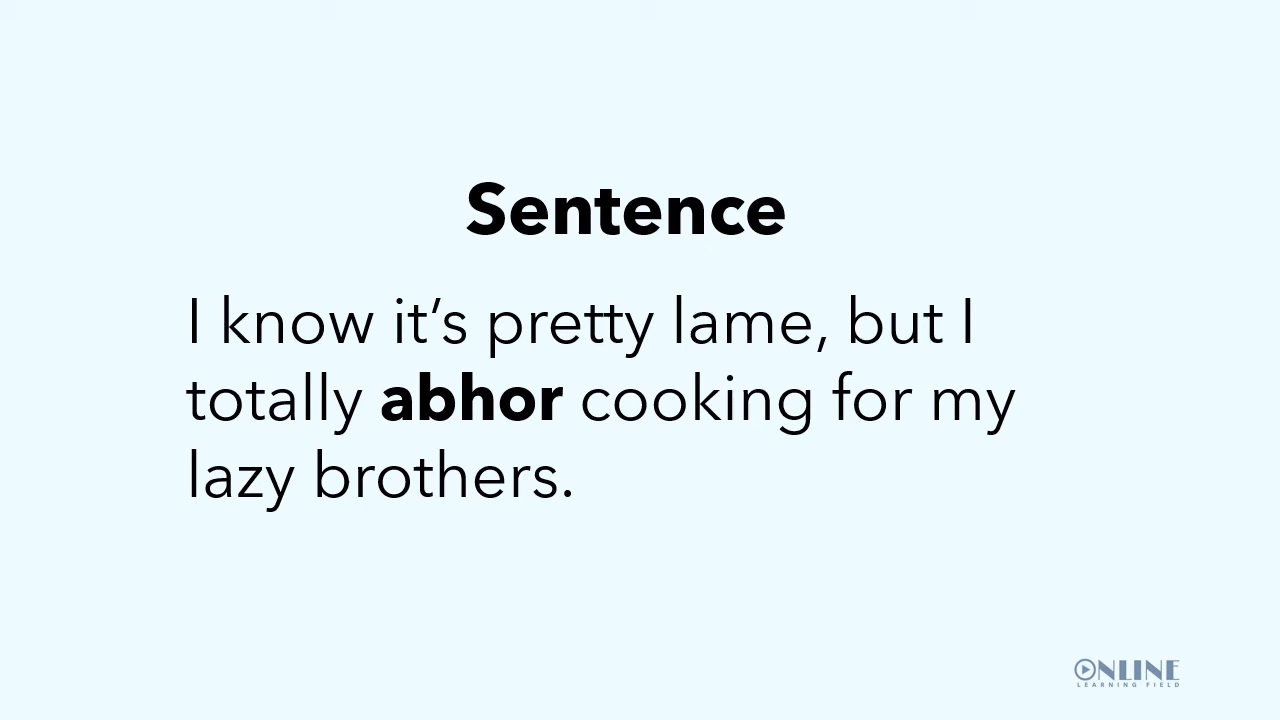 Sentence
I know it’s pretty lame, but I
totally abhor cooking for my
lazy brothers.
ONLINE
LEARNING FIELD